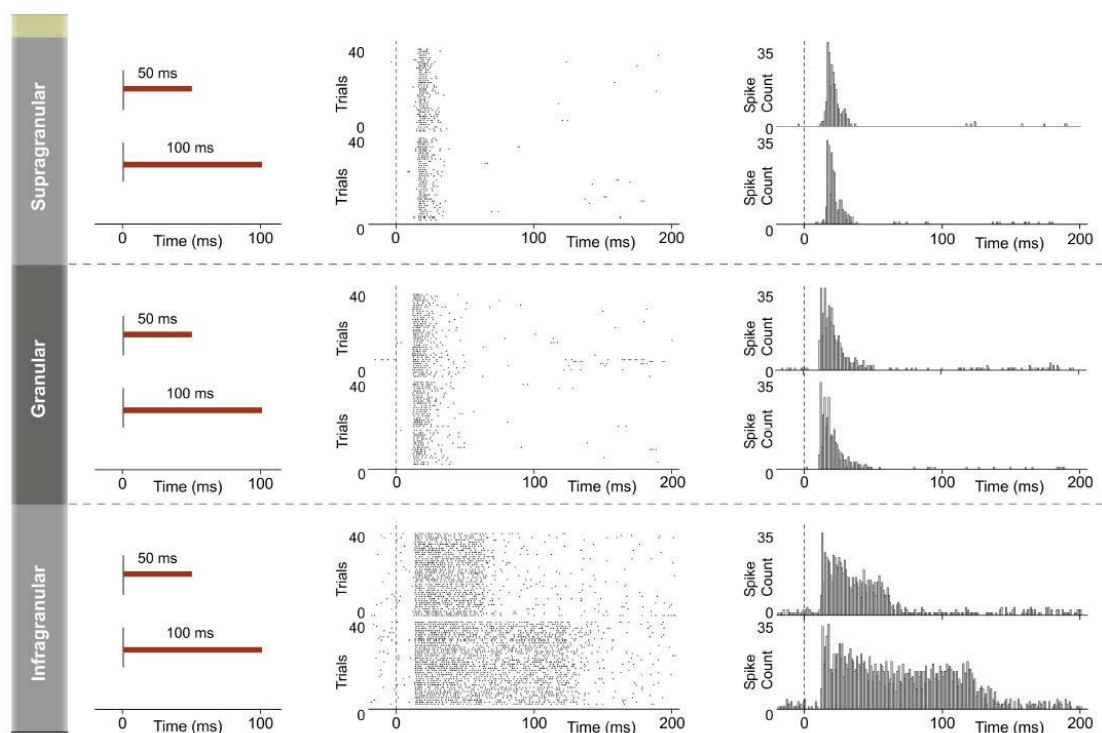 Supragranular
50 ms
100 ms
0 100
Time (ms)
40
Trials
0
40
Trials
0
0 100 200
Time (ms)
35
Spike
Count
0
35
Spike
Count
0
0 100 200
Time (ms)
Granular
50 ms
100 ms
0 100
Time (ms)
40
Trials
0
40
Trials
0
0 100 200
Time (ms)
35
Spike
Count
0
35
Spike
Count
0
0 100 200
Time (ms)
Infragranular
50 ms
100 ms
0 100
Time (ms)
40
Trials
0
40
Trials
0
0 100 200
Time (ms)
35
Spike
Count
0
35
Spike
Count
0
0 100 200
Time (ms)